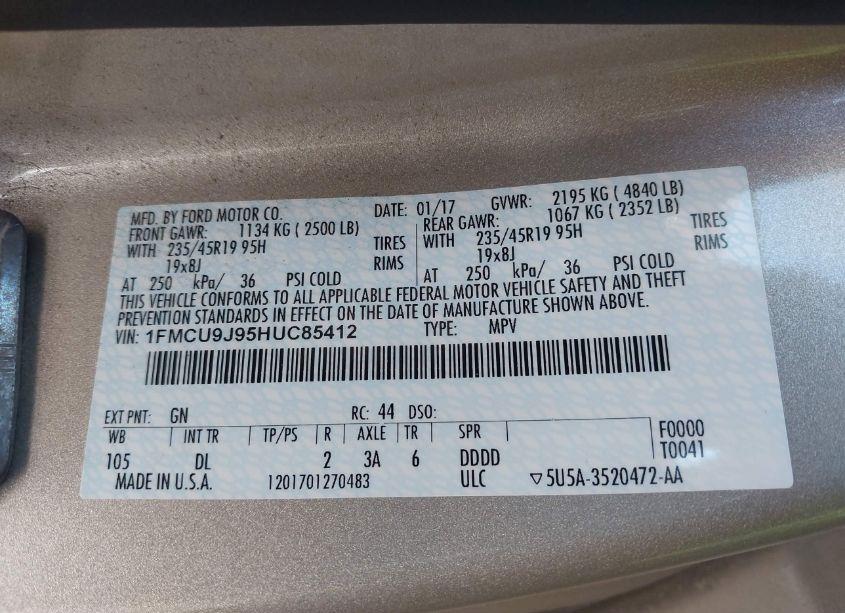 MFD. BY FORD MOTOR CO. DATE: 01/17 GVWR: 2195 KG ( 4840 LB)
FRONT GAWR: 1134 KG ( 2500 LB) REAR GAWR: 1067 KG ( 2352 LB)
WITH 235/45R19 95H TIRES WITH 235/45R19 95H TIRES
19x8J RIMS 19x8J RIMS
AT 250 kPa/ 36 PSI COLD AT 250 kPa/ 36 PSI COLD
THIS VEHICLE CONFORMS TO ALL APPLICABLE FEDERAL MOTOR VEHICLE SAFETY AND THEFT
PREVENTION STANDARDS IN EFFECT ON THE DATE OF MANUFACTURE SHOWN ABOVE.
VIN: 1FMCU9J95HUC85412 TYPE: MPV
EXT PNT: GN RC: 44 DSO:
WB INT TR TP/PS R AXLE TR SPR F0000
105 DL 2 3A 6 DDDD T0041
MADE IN U.S.A. 1201701270483 ULC ▽5U5A-3520472-AA